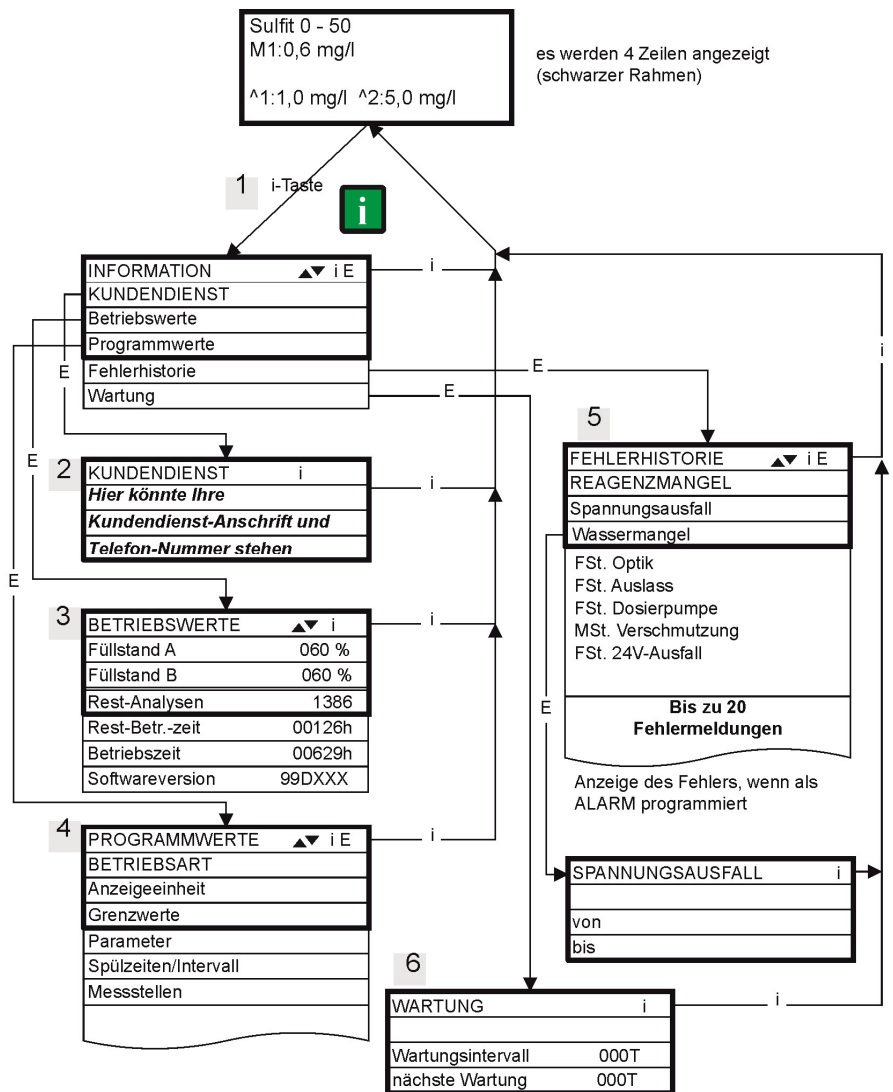 Sulfit 0 - 50
M1:0,6 mg/l
^1:1,0 mg/l ^2:5,0 mg/l
es werden 4 Zeilen angezeigt
(schwarzer Rahmen)
1 i-Taste
i
INFORMATION ▲▼ i E
KUNDENDIENST
Betriebswerte
Programmwerte
Fehlerhistorie
Wartung
i
E
E
E
E
E
i
2
KUNDENDIENST i
Hier könnte Ihre
Kundendienst-Anschrift und
Telefon-Nummer stehen
i
3
BETRIEBSWERTE ▲▼ i
Füllstand A 060 %
Füllstand B 060 %
Rest-Analysen 1386
Rest-Betr.-zeit 00126h
Betriebszeit 00629h
Softwareversion 99DXXX
i
4
PROGRAMMWERTE ▲▼ i E
BETRIEBSART
Anzeigeeinheit
Grenzwerte
Parameter
Spülzeiten/Intervall
Messstellen
i
5
FEHLERHISTORIE ▲▼ i E
REAGENZMANGEL
Spannungsausfall
Wassermangel
FSt. Optik
FSt. Auslass
FSt. Dosierpumpe
MSt. Verschmutzung
FSt. 24V-Ausfall
Bis zu 20
Fehlermeldungen
E
Anzeige des Fehlers, wenn als
ALARM programmiert
SPANNUNGSAUSFALL i
von
bis
6
WARTUNG i
Wartungsintervall 000T
nächste Wartung 000T
i